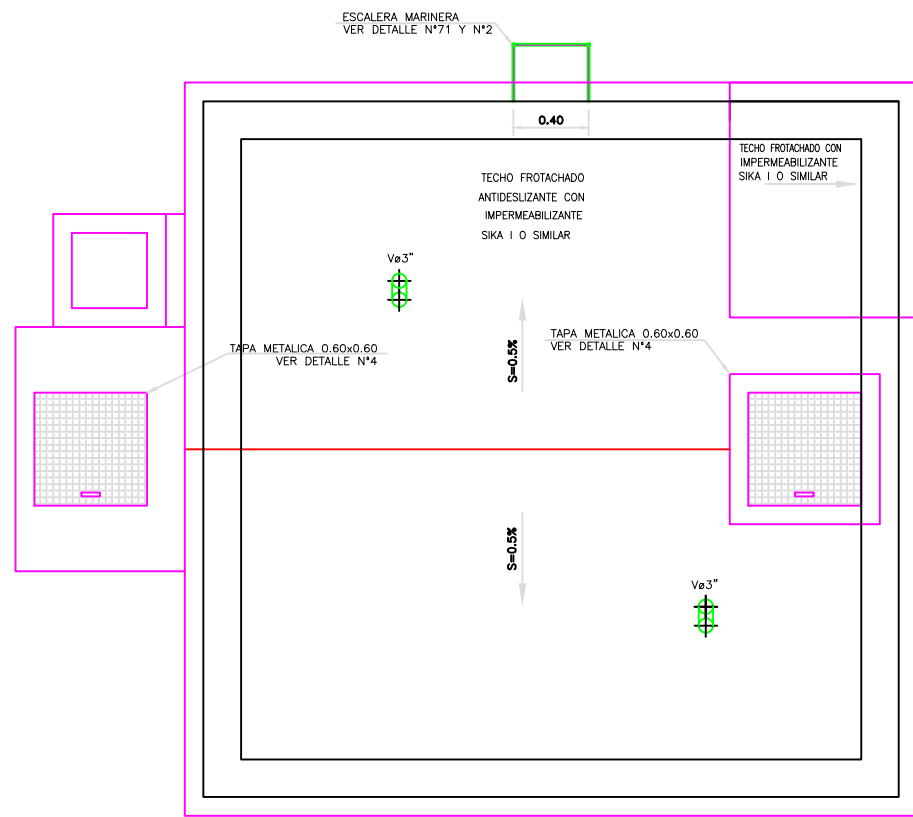 ESCALERA MARINERA
VER DETALLE N°71 Y N°2
0.40
TECHO FROTACHADO CON
IMPERMEABILIZANTE
SIKA I O SIMILAR
TECHO FROTACHADO
ANTIDESLIZANTE CON
IMPERMEABILIZANTE
SIKA I O SIMILAR
Vø3"
TAPA METALICA 0.60x0.60
VER DETALLE N°4
S=0.5%
TAPA METALICA 0.60x0.60
VER DETALLE N°4
S=0.5%
Vø3"